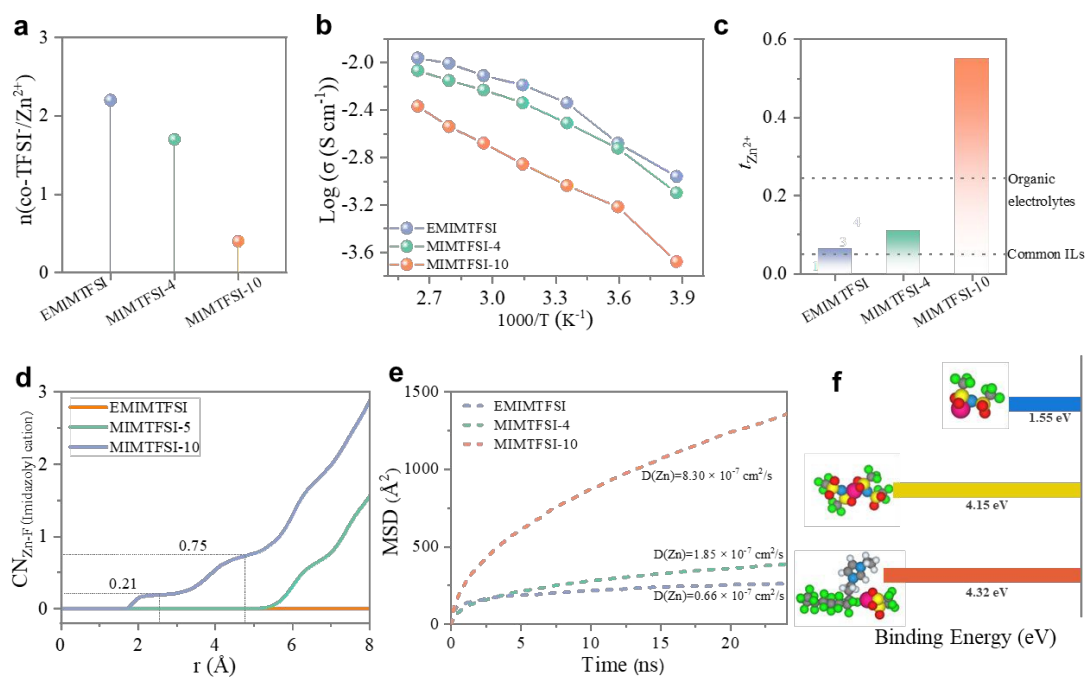 a
3
2
1
0
n(co-TFSI⁻/Zn²⁺)
EMIMTFSI
MIMTFSI-4
MIMTFSI-10
b
-2.0
-2.4
-2.8
-3.2
-3.6
Log (σ (S cm⁻¹))
EMIMTFSI
MIMTFSI-4
MIMTFSI-10
2.7
3.0
3.3
3.6
3.9
1000/T (K⁻¹)
c
0.6
0.4
0.2
0.0
t Zn²⁺
Organic
electrolytes
Common ILs
1
3
4
EMIMTFSI
MIMTFSI-4
MIMTFSI-10
d
3
2
1
0
CN Zn-F (Imidazolyl cation)
EMIMTFSI
MIMTFSI-5
MIMTFSI-10
0.75
0.21
0
2
4
6
8
r (Å)
e
1500
1000
500
0
MSD (Å²)
EMIMTFSI
MIMTFSI-4
MIMTFSI-10
D(Zn)=8.30 × 10⁻⁷ cm²/s
D(Zn)=1.85 × 10⁻⁷ cm²/s
D(Zn)=0.66 × 10⁻⁷ cm²/s
0
5
10
15
20
Time (ns)
f
1.55 eV
4.15 eV
4.32 eV
Binding Energy (eV)